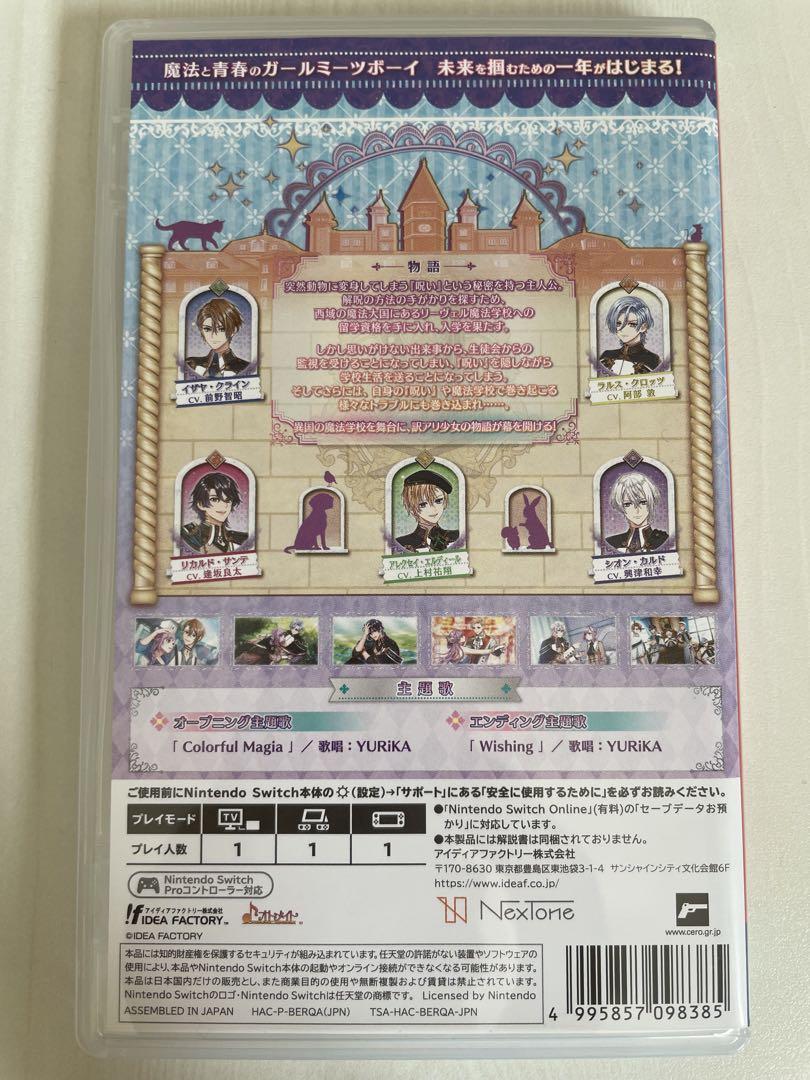 魔法と青春のガールミーツボーイ 未来を掴むための一年がはじまる!
物語
突然動物に変身してしまう『呪い』という秘密を持つ主人公。
解呪の方法の手がかりを探すため、
西域の魔法大国にあるリーヴェル魔法学校への
留学資格を手に入れ、入学を果たす。
しかし思いがけない出来事から、生徒会からの
監視を受けることになってしまい、『呪い』を隠しながら
学校生活を送ることになってしまう。
そしてさらには、自身の『呪い』や魔法学校で巻き起こる
様々なトラブルにも巻き込まれ……。
異国の魔法学校を舞台に、訳アリ少女の物語が幕を開ける!
イザヤ・クライン
CV. 前野智昭
ラルス・クロッツ
CV. 阿部 敦
リカルド・サンテ
CV. 逢坂良太
アレクセイ・エルディール
CV. 上村祐翔
シオン・カルド
CV. 興津和幸
主題歌
オープニング主題歌
「 Colorful Magia 」 / 歌唱:YURiKA
エンディング主題歌
「 Wishing 」 / 歌唱:YURiKA
ご使用前にNintendo Switch本体の(設定)→「サポート」にある「安全に使用するために」を必ずお読みください。
プレイモード
TV
プレイ人数 1 1 1
●「Nintendo Switch Online」(有料)の「セーブデータお預
かり」に対応しています。
●本製品には解説書は同梱されておりません。
アイディアファクトリー株式会社
〒170-8630 東京都豊島区東池袋3-1-4 サンシャインシティ文化会館6F
https://www.ideaf.co.jp/
Nintendo Switch
Proコントローラー対応
アイディアファクトリー株式会社
IDEA FACTORY™
オトメイト™
©IDEA FACTORY
NexTone
www.cero.gr.jp
本品には知的財産権を保護するセキュリティが組み込まれています。任天堂の許諾がない装置やソフトウェアの
使用により、本品やNintendo Switch本体の起動やオンライン接続ができなくなる可能性があります。
本品は日本国内だけの販売とし、また商業目的の使用や無断複製および賃貸は禁止されています。
Nintendo Switchのロゴ・Nintendo Switchは任天堂の商標です。 Licensed by Nintendo
ASSEMBLED IN JAPAN HAC-P-BERQA(JPN) TSA-HAC-BERQA-JPN
4 995857 098385